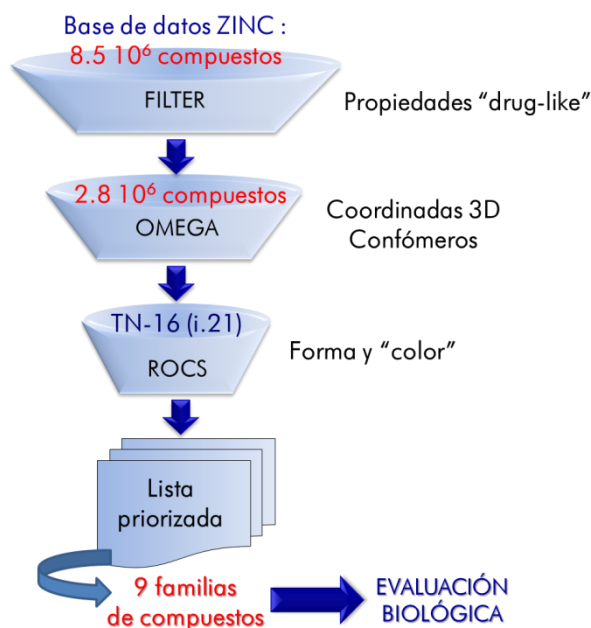 Base de datos ZINC :
8.5 10⁶ compuestos
FILTER
Propiedades “drug-like”
2.8 10⁶ compuestos
OMEGA
Coordinadas 3D
Confómeros
TN-16 (i.21)
ROCS
Forma y “color”
Lista
priorizada
9 familias
de compuestos
EVALUACIÓN
BIOLÓGICA